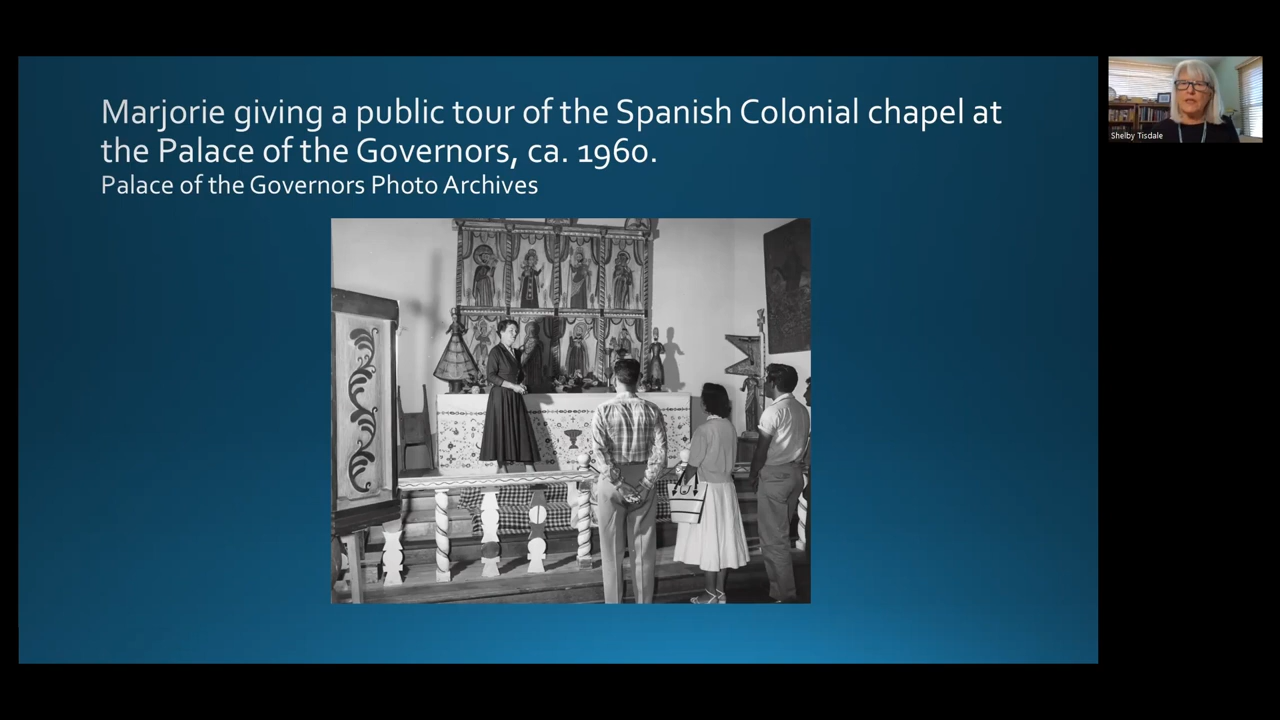 Marjorie giving a public tour of the Spanish Colonial chapel at
the Palace of the Governors, ca. 1960.
Palace of the Governors Photo Archives
Shelby Tisdale